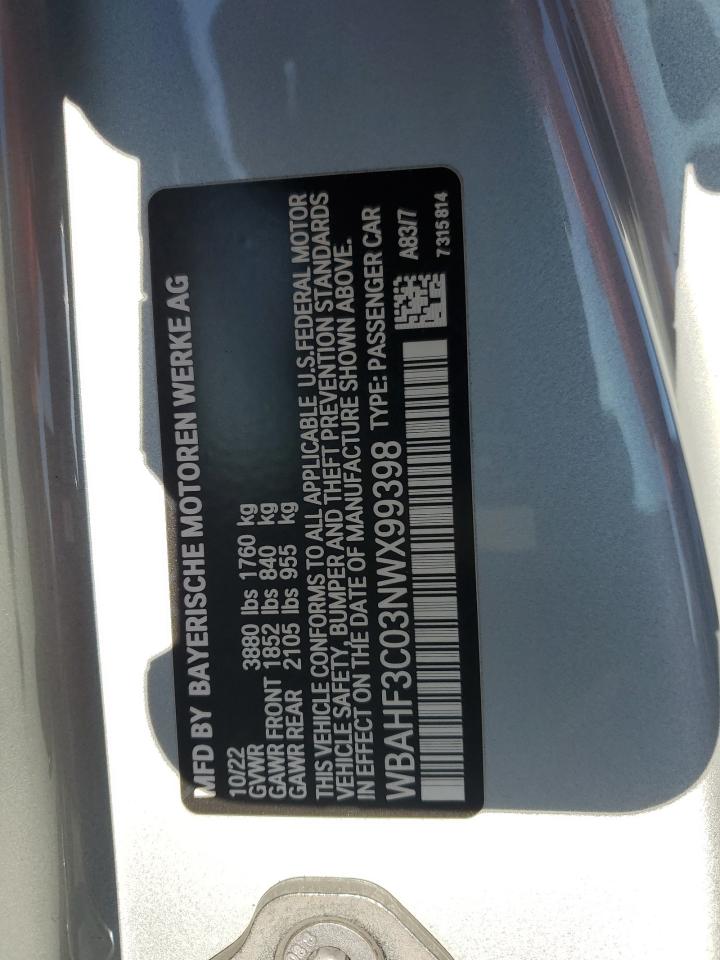 MFD BY BAYERISCHE MOTOREN WERKE AG
10/22
GVWR 3880 lbs 1760 kg
GAWR FRONT 1852 lbs 840 kg
GAWR REAR 2105 lbs 955 kg
THIS VEHICLE CONFORMS TO ALL APPLICABLE U.S.FEDERAL MOTOR
VEHICLE SAFETY, BUMPER AND THEFT PREVENTION STANDARDS
IN EFFECT ON THE DATE OF MANUFACTURE SHOWN ABOVE.
WBAHF3C03NWX99398 TYPE: PASSENGER CAR
A83/7
7 315 814